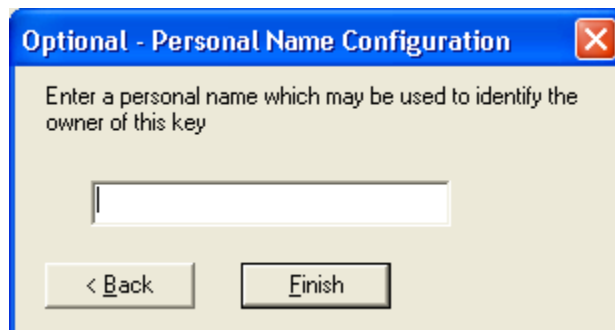 Optional - Personal Name Configuration
Enter a personal name which may be used to identify the
owner of this key
< Back
Finish